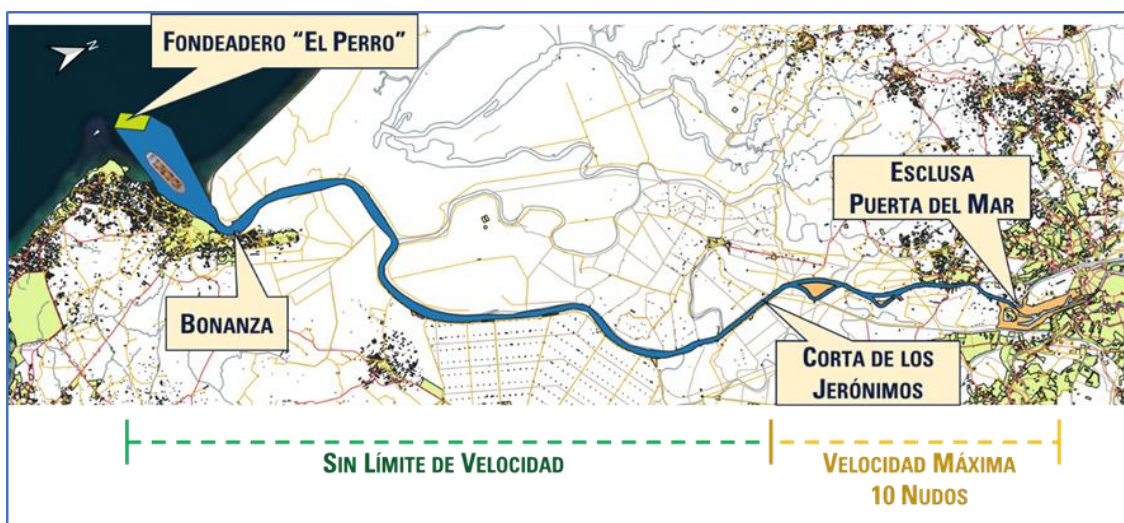 N
FONDEADERO "EL PERRO"
ESCLUSA
PUERTA DEL MAR
BONANZA
CORTA DE LOS
JERÓNIMOS
SIN LÍMITE DE VELOCIDAD
VELOCIDAD MÁXIMA
10 NUDOS